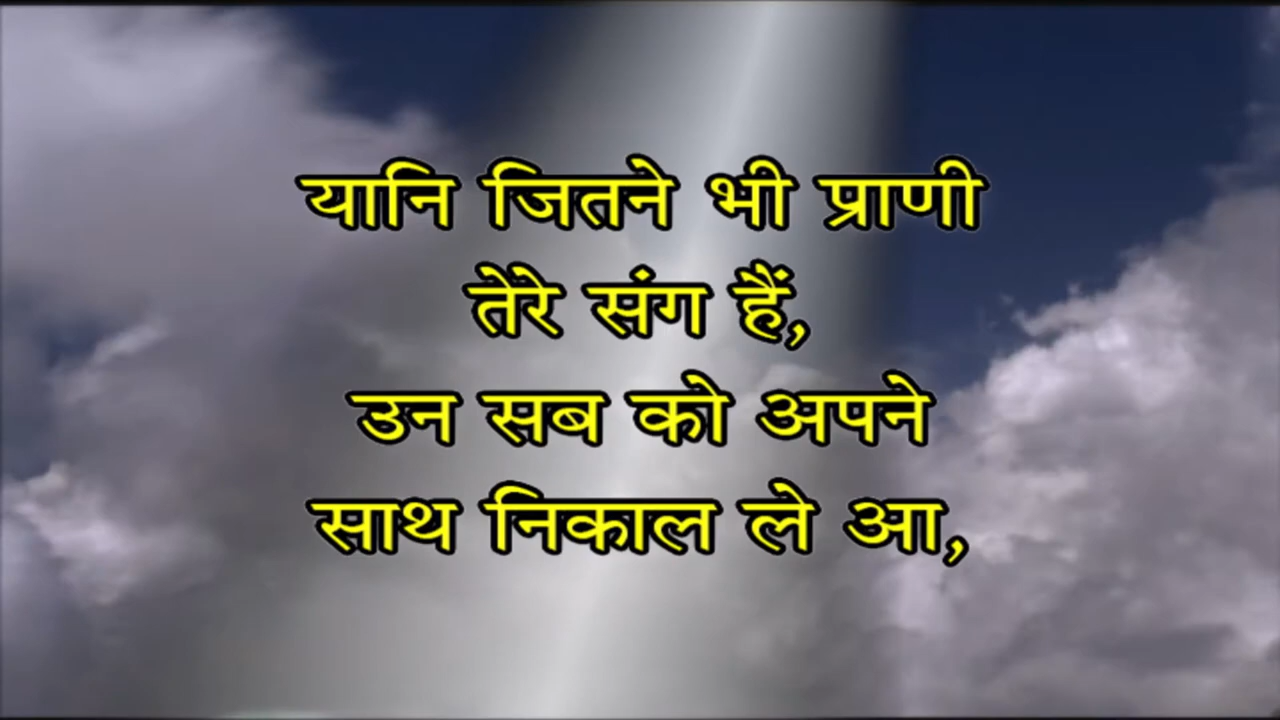 यानि जितने भी प्राणी
तेरे संग हैं,
उन सब को अपने
साथ निकाल ले आ,